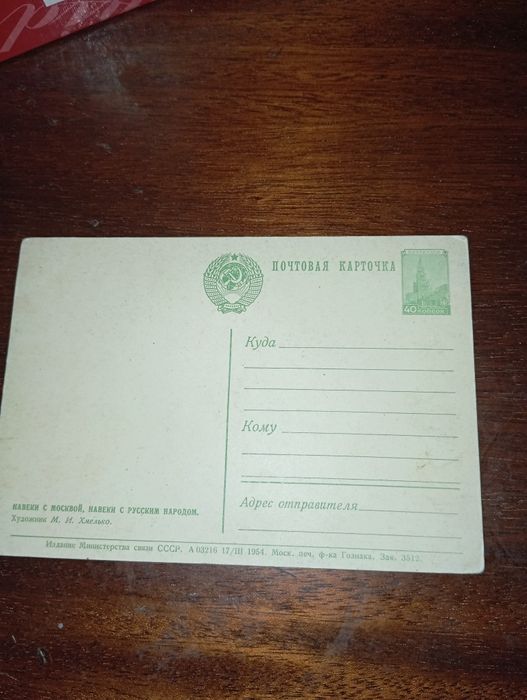 ПОЧТОВАЯ КАРТОЧКА
40 КОПЕЕК
Куда
Кому
НАВЕКИ С МОСКВОЙ, НАВЕКИ С РУССКИМ НАРОДОМ.
Художник М. И. Хмелько.
Адрес отправителя
Издание Министерства связи СССР. А 03216 17/III 1954. Моск. печ. ф-ка Гознака. Зак. 3512.